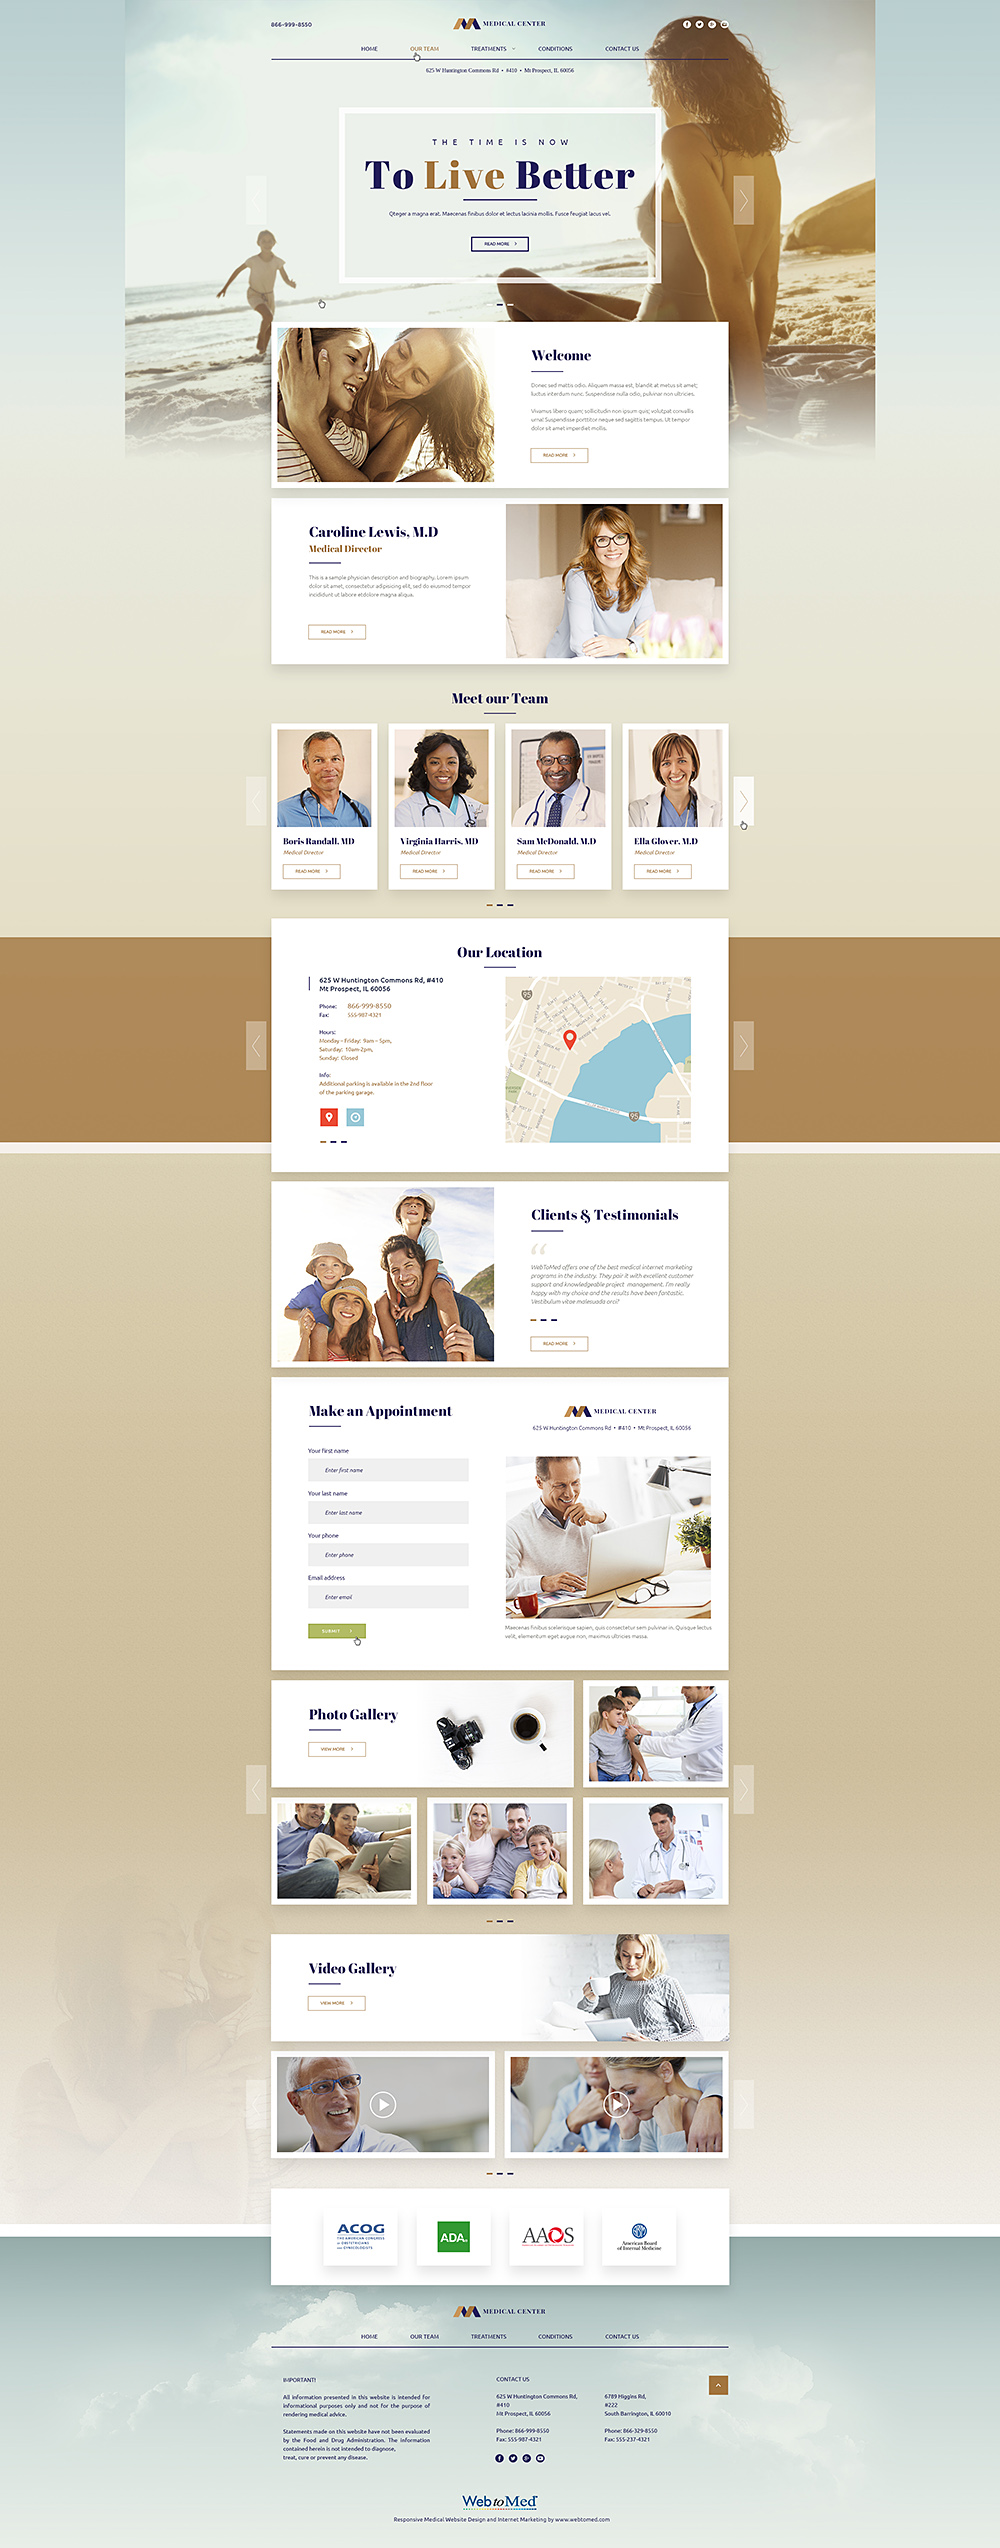 866-999-8550
MEDICAL CENTER
HOME OUR TEAM TREATMENTS CONDITIONS CONTACT US
625 W Huntington Commons Rd • #410 • Mt Prospect, IL 60056
THE TIME IS NOW
To Live Better
Qteger a magna erat. Maecenas finibus dolor et lectus lacinia mollis. Fusce feugiat lacus vel.
READ MORE
Welcome
Donec sed mattis odio. Aliquam massa est, blandit at metus sit amet,
luctus interdum nunc. Suspendisse nulla odio, pulvinar non ultricies.
Vivamus libero quam, sollicitudin non ipsum quis, volutpat convallis
urna! Suspendisse porttitor neque sed sagittis tempus. Ut tempor
dolor sit amet imperdiet mollis.
READ MORE
Caroline Lewis, M.D
Medical Director
This is a sample physician description and biography. Lorem ipsum
dolor sit amet, consectetur adipisicing elit, sed do eiusmod tempor
incididunt ut labore etdolore magna aliqua.
READ MORE
Meet our Team
Boris Randall, MD
Medical Director
READ MORE
Virginia Harris, MD
Medical Director
READ MORE
Sam McDonald, M.D
Medical Director
READ MORE
Ella Glover, M.D
Medical Director
READ MORE
Our Location
625 W Huntington Commons Rd, #410
Mt Prospect, IL 60056
Phone: 866-999-8550
Fax: 555-987-4321
Hours:
Monday - Friday: 9am - 5pm,
Saturday: 10am-2pm,
Sunday: Closed
Info:
Additional parking is available in the 2nd floor
of the parking garage.
95
95
Clients & Testimonials
“
WebToMed offers one of the best medical internet marketing
programs in the industry. They pair it with excellent customer
support and knowledgeable project management. I'm really
happy with my choice and the results have been fantastic.
Vestibulum vitae malesuada orci?
READ MORE
Make an Appointment
Your first name
Enter first name
Your last name
Enter last name
Your phone
Enter phone
Email address
Enter email
SUBMIT
MEDICAL CENTER
625 W Huntington Commons Rd • #410 • Mt Prospect, IL 60056
Maecenas finibus scelerisque sapien, quis consectetur sem pulvinar in. Quisque lectus
velit, elementum eget augue non, maximus ultricies massa.
Photo Gallery
VIEW MORE
Video Gallery
VIEW MORE
ACOG
THE AMERICAN CONGRESS
OF OBSTETRICIANS
AND GYNECOLOGISTS
ADA
AAOS
American Board
of Internal Medicine
MEDICAL CENTER
HOME OUR TEAM TREATMENTS CONDITIONS CONTACT US
IMPORTANT!
All information presented in this website is intended for
informational purposes only and not for the purpose of
rendering medical advice.
Statements made on this website have not been evaluated
by the Food and Drug Administration. The information
contained herein is not intended to diagnose,
treat, cure or prevent any disease.
CONTACT US
625 W Huntington Commons Rd,
#410
Mt Prospect, IL 60056
Phone: 866-999-8550
Fax: 555-987-4321
6789 Higgins Rd,
#222
South Barrington, IL 60010
Phone: 866-329-8550
Fax: 555-237-4321
WebtoMed
Responsive Medical Website Design and Internet Marketing by www.webtomed.com